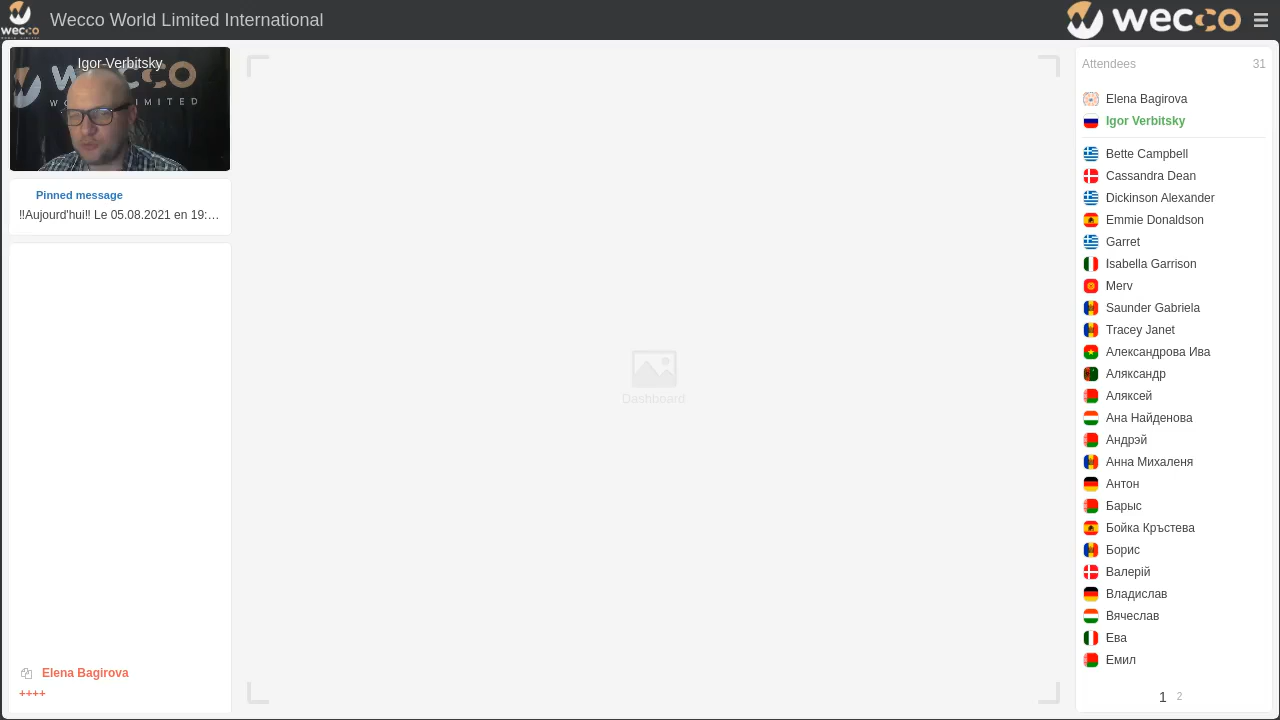 wecco
Wecco World Limited International
wecco
Igor Verbitsky
Pinned message
‼Aujourd'hui‼ Le 05.08.2021 en 19:…
Elena Bagirova
++++
Dashboard
Attendees 31
Elena Bagirova
Igor Verbitsky
Bette Campbell
Cassandra Dean
Dickinson Alexander
Emmie Donaldson
Garret
Isabella Garrison
Merv
Saunder Gabriela
Tracey Janet
Александрова Ива
Аляксандр
Аляксей
Ана Найденова
Андрэй
Анна Михаленя
Антон
Барыс
Бойка Кръстева
Борис
Валерій
Владислав
Вячеслав
Ева
Емил
1 2